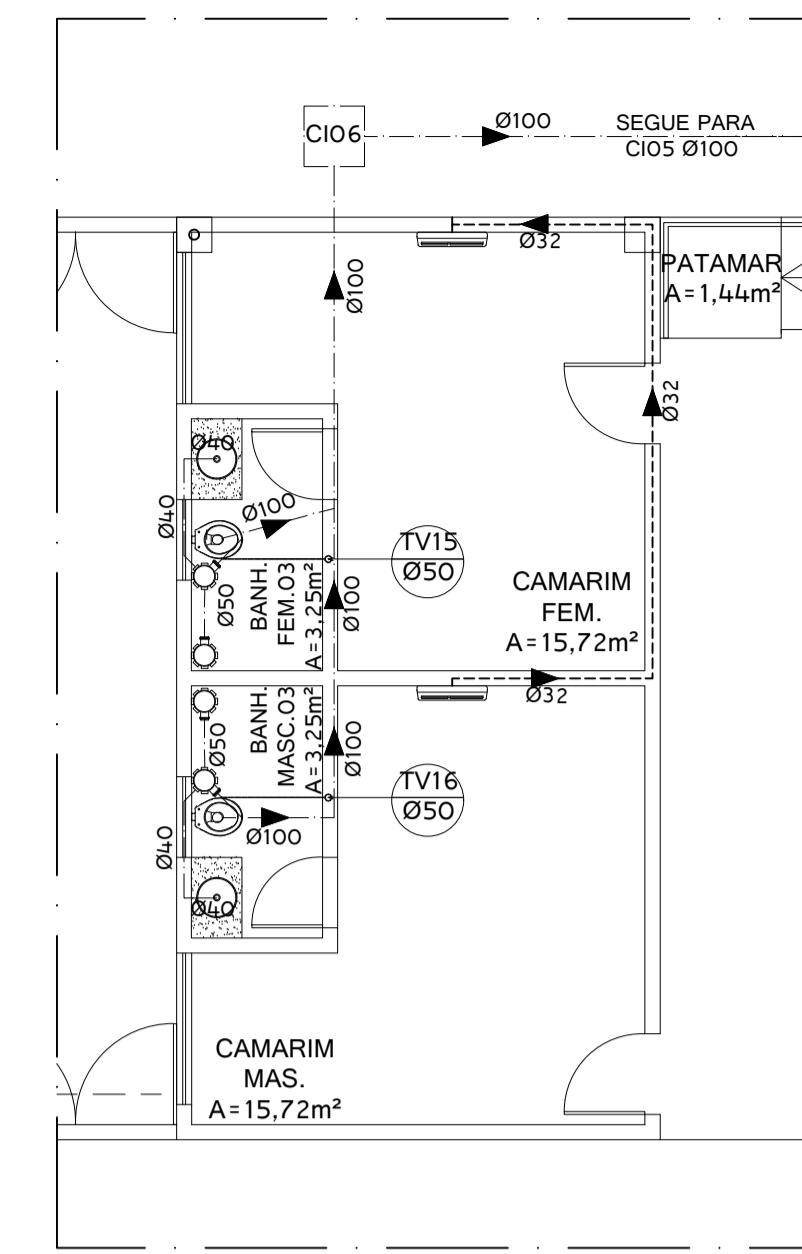 Ø100
SEGUE PARA
CI05 Ø100
CI06
Ø32
Ø100
PATAMAR
A=1,44m²
Ø32
Ø40
Ø40
Ø100
TV15
Ø50
CAMARIM
FEM.
A=15,72m²
Ø50
BANH.
FEM.03
A=3,25m²
Ø100
Ø32
Ø50
BANH.
MASC.03
A=3,25m²
Ø100
TV16
Ø50
Ø40
Ø100
Ø40
CAMARIM
MAS.
A=15,72m²